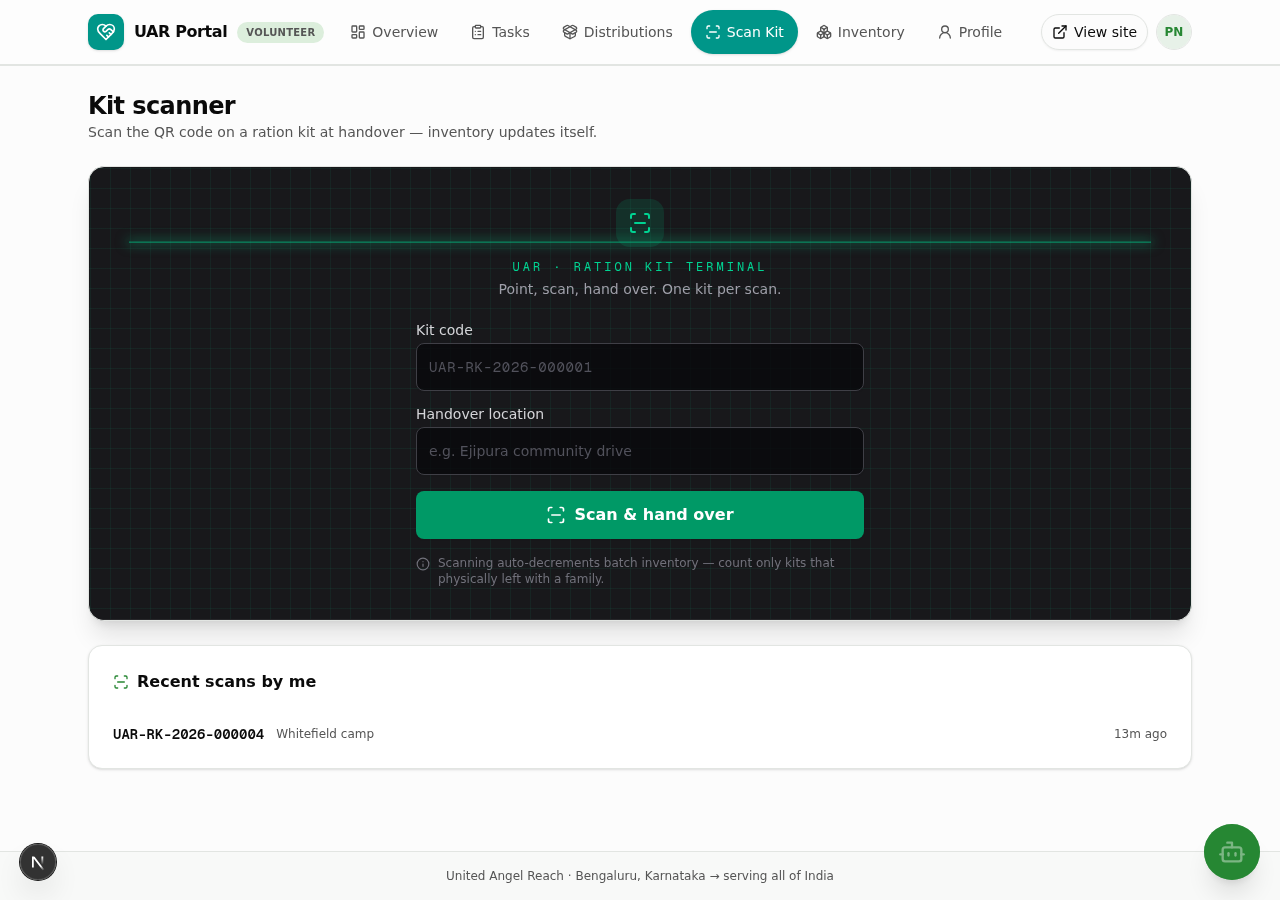 UAR Portal
VOLUNTEER
Overview
Tasks
Distributions
Scan Kit
Inventory
Profile
View site
PN
Kit scanner
Scan the QR code on a ration kit at handover — inventory updates itself.
UAR · RATION KIT TERMINAL
Point, scan, hand over. One kit per scan.
Kit code
UAR-RK-2026-000001
Handover location
e.g. Ejipura community drive
Scan & hand over
Scanning auto-decrements batch inventory — count only kits that
physically left with a family.
Recent scans by me
UAR-RK-2026-000004 Whitefield camp 13m ago
N
United Angel Reach · Bengaluru, Karnataka → serving all of India